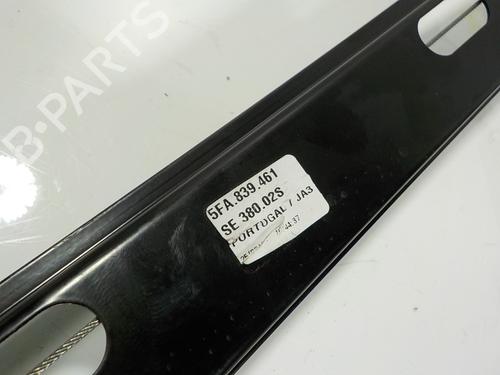 B-PARTS
5FA.839.461
SE 380.02S
PORTUGAL / JA3